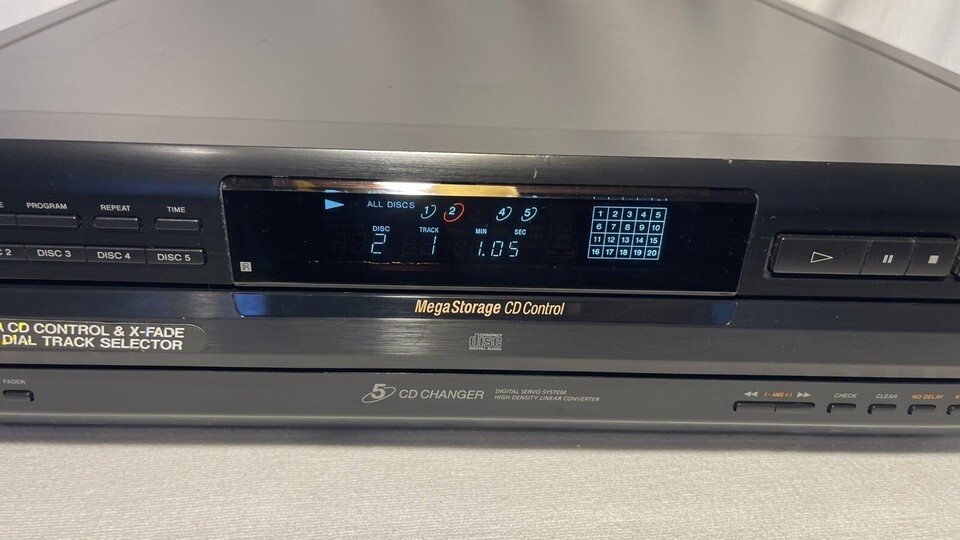 PROGRAM REPEAT TIME
2 DISC 3 DISC 4 DISC 5
ALL DISCS 1 2 4 5
DISC TRACK MIN SEC
2 1 1.05
1 2 3 4 5
6 7 8 9 10
11 12 13 14 15
16 17 18 19 20
MegaStorage CD Control
A CD CONTROL & X-FADE
DIAL TRACK SELECTOR
COMPACT
disc
DIGITAL AUDIO
FADER
5 CD CHANGER
DIGITAL SERVO SYSTEM
HIGH DENSITY LINEAR CONVERTER
(-AMS+) CHECK CLEAR NO DELAY